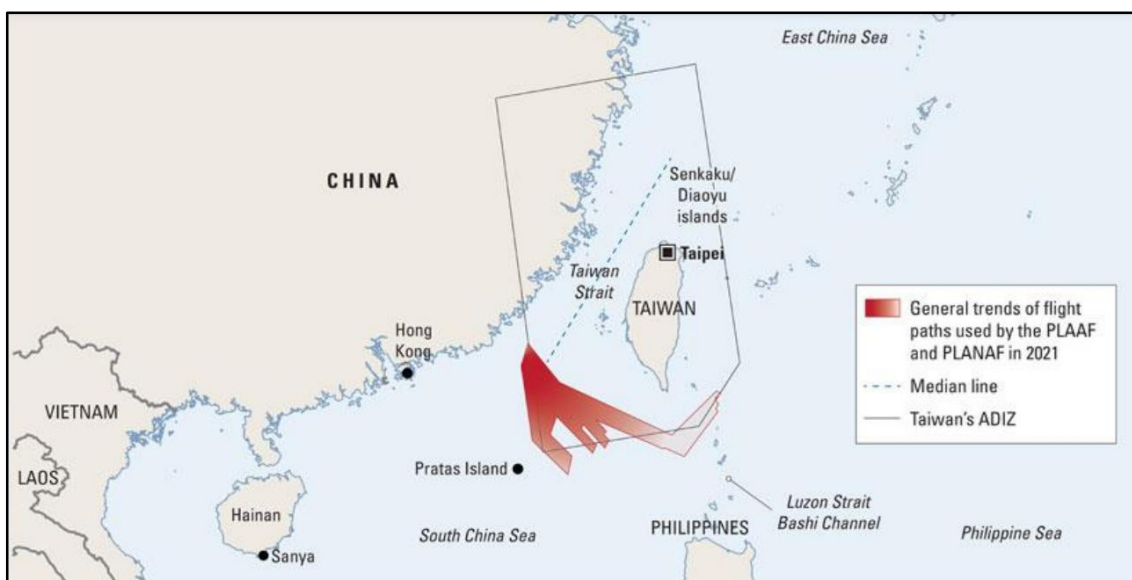 East China Sea
CHINA
Senkaku/
Diaoyu
islands
Taipei
Taiwan
Strait
TAIWAN
Hong
Kong
General trends of flight
paths used by the PLAAF
and PLANAF in 2021
Median line
Taiwan's ADIZ
VIETNAM
LAOS
Pratas Island
Hainan
Sanya
South China Sea
Luzon Strait
Bashi Channel
PHILIPPINES
Philippine Sea